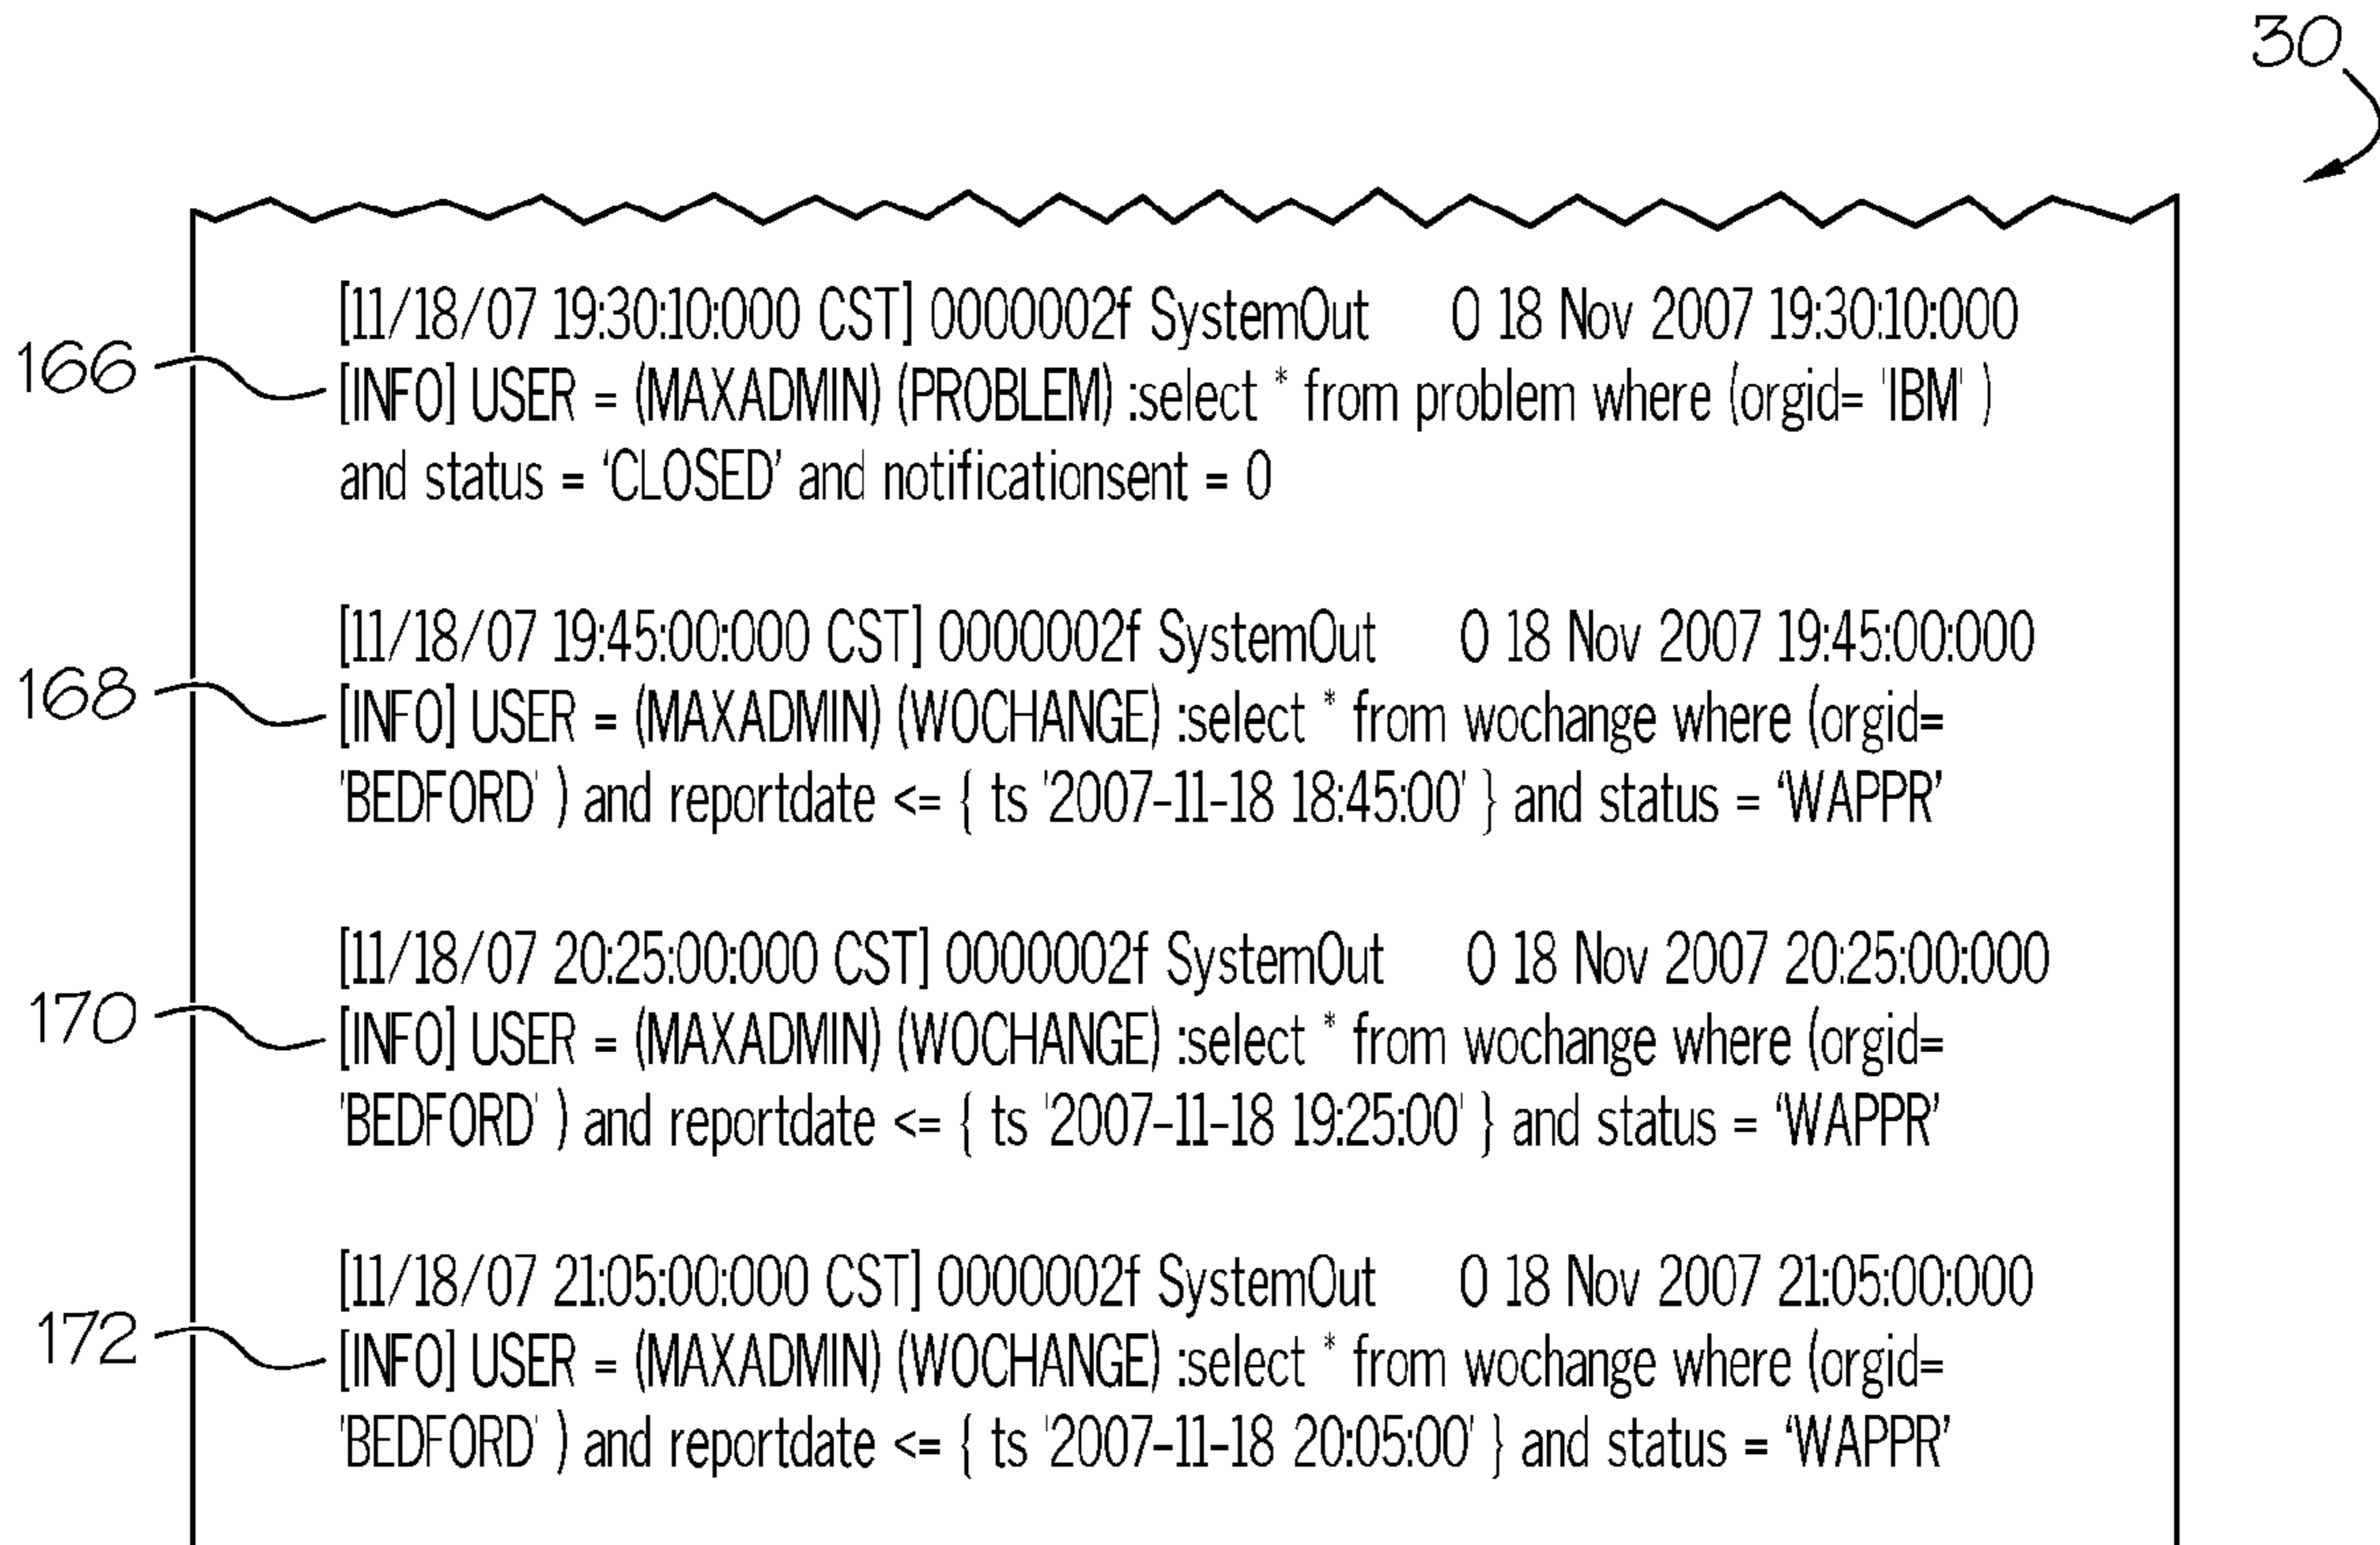 30
[11/18/07 19:30:10:000 CST] 0000002f SystemOut O 18 Nov 2007 19:30:10:000
166 [INFO] USER = (MAXADMIN) (PROBLEM) :select * from problem where (orgid= 'IBM' )
and status = ‘CLOSED’ and notificationsent = 0
[11/18/07 19:45:00:000 CST] 0000002f SystemOut O 18 Nov 2007 19:45:00:000
168 [INFO] USER = (MAXADMIN) (WOCHANGE) :select * from wochange where (orgid=
'BEDFORD' ) and reportdate <= { ts '2007-11-18 18:45:00' } and status = ‘WAPPR’
[11/18/07 20:25:00:000 CST] 0000002f SystemOut O 18 Nov 2007 20:25:00:000
170 [INFO] USER = (MAXADMIN) (WOCHANGE) :select * from wochange where (orgid=
'BEDFORD' ) and reportdate <= { ts '2007-11-18 19:25:00' } and status = ‘WAPPR’
[11/18/07 21:05:00:000 CST] 0000002f SystemOut O 18 Nov 2007 21:05:00:000
172 [INFO] USER = (MAXADMIN) (WOCHANGE) :select * from wochange where (orgid=
'BEDFORD' ) and reportdate <= { ts '2007-11-18 20:05:00' } and status = ‘WAPPR’